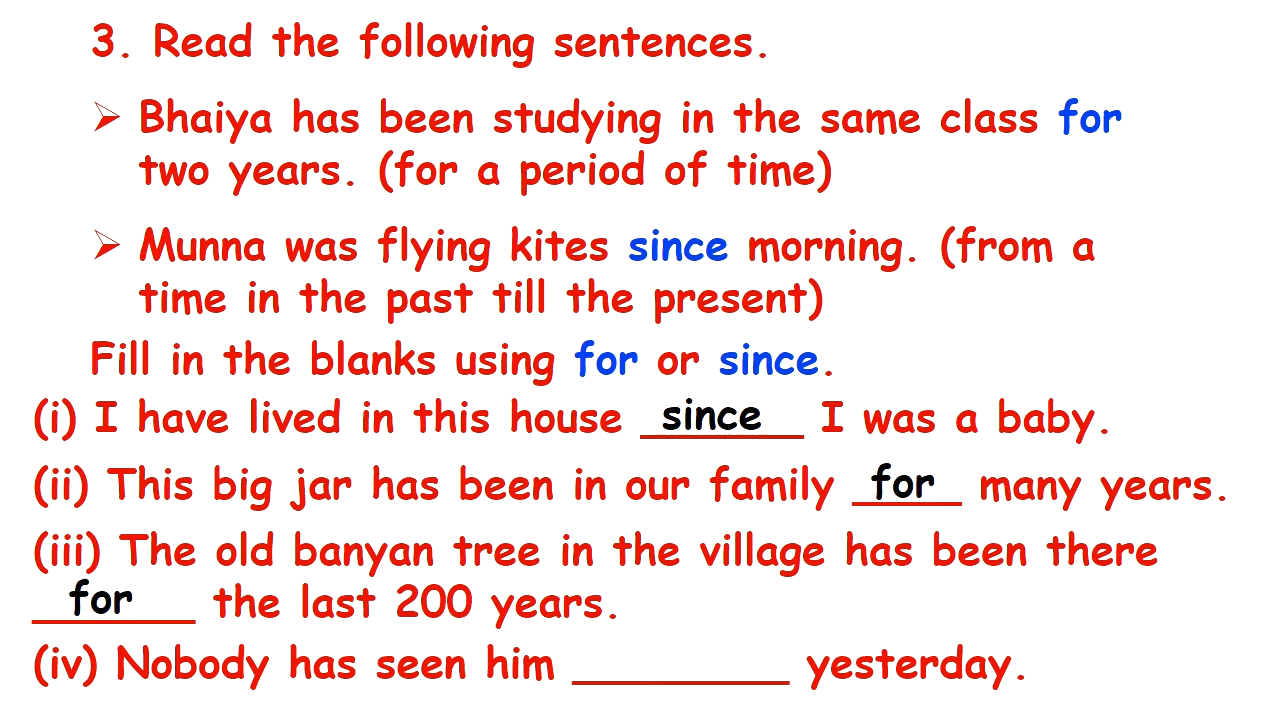 3. Read the following sentences.
➢ Bhaiya has been studying in the same class for
two years. (for a period of time)
➢ Munna was flying kites since morning. (from a
time in the past till the present)
Fill in the blanks using for or since.
(i) I have lived in this house since I was a baby.
(ii) This big jar has been in our family for many years.
(iii) The old banyan tree in the village has been there
for the last 200 years.
(iv) Nobody has seen him __________ yesterday.